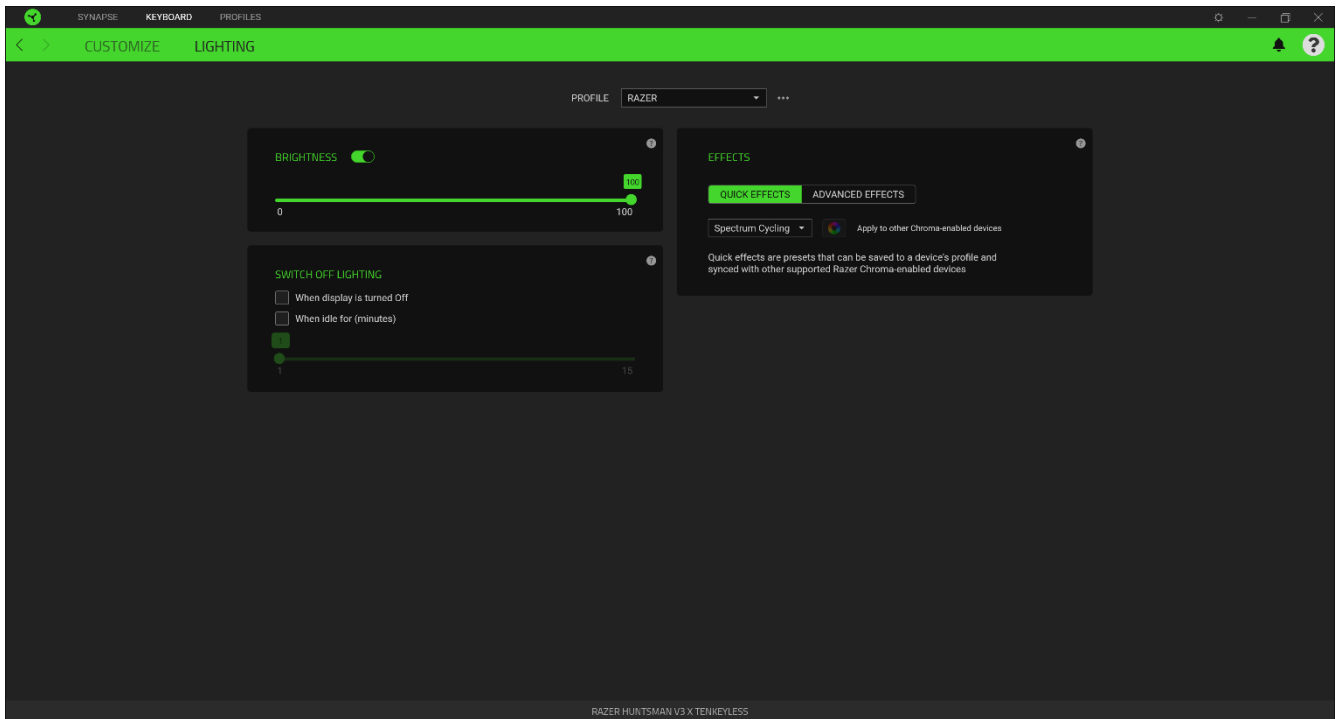 SYNAPSE KEYBOARD PROFILES
CUSTOMIZE LIGHTING
PROFILE RAZER
BRIGHTNESS
100
0 100
SWITCH OFF LIGHTING
When display is turned Off
When idle for (minutes)
1
1 15
EFFECTS
QUICK EFFECTS ADVANCED EFFECTS
Spectrum Cycling Apply to other Chroma-enabled devices
Quick effects are presets that can be saved to a device's profile and
synced with other supported Razer Chroma-enabled devices
RAZER HUNTSMAN V3 X TENKEYLESS